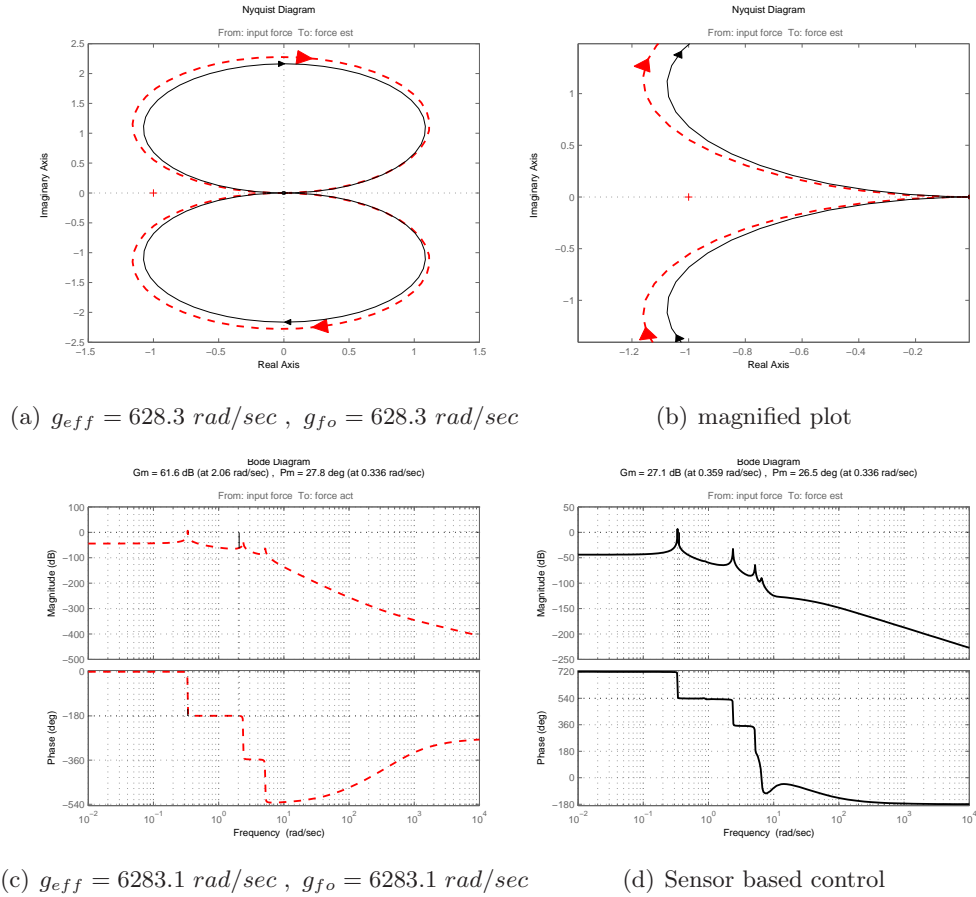 Nyquist Diagram
From: input force To: force est
Imaginary Axis
2.5
2
1.5
1
0.5
0
−0.5
−1
−1.5
−2
−2.5
−1.5
−1
−0.5
0
0.5
1
1.5
Real Axis
Nyquist Diagram
From: input force To: force est
Imaginary Axis
1
0.5
0
−0.5
−1
−1.2
−1
−0.8
−0.6
−0.4
−0.2
Real Axis
(a) g_eff = 628.3 rad/sec , g_fo = 628.3 rad/sec
(b) magnified plot
Bode Diagram
Gm = 61.6 dB (at 2.06 rad/sec) , Pm = 27.8 deg (at 0.336 rad/sec)
From: input force To: force act
Magnitude (dB)
100
0
−100
−200
−300
−400
−500
Phase (deg)
0
−180
−360
−540
10^−2
10^−1
10^0
10^1
10^2
10^3
10^4
Frequency (rad/sec)
Bode Diagram
Gm = 27.1 dB (at 0.359 rad/sec) , Pm = 26.5 deg (at 0.336 rad/sec)
From: input force To: force est
Magnitude (dB)
50
0
−50
−100
−150
−200
−250
Phase (deg)
720
540
360
180
0
−180
10^−2
10^−1
10^0
10^1
10^2
10^3
10^4
Frequency (rad/sec)
(c) g_eff = 6283.1 rad/sec , g_fo = 6283.1 rad/sec
(d) Sensor based control